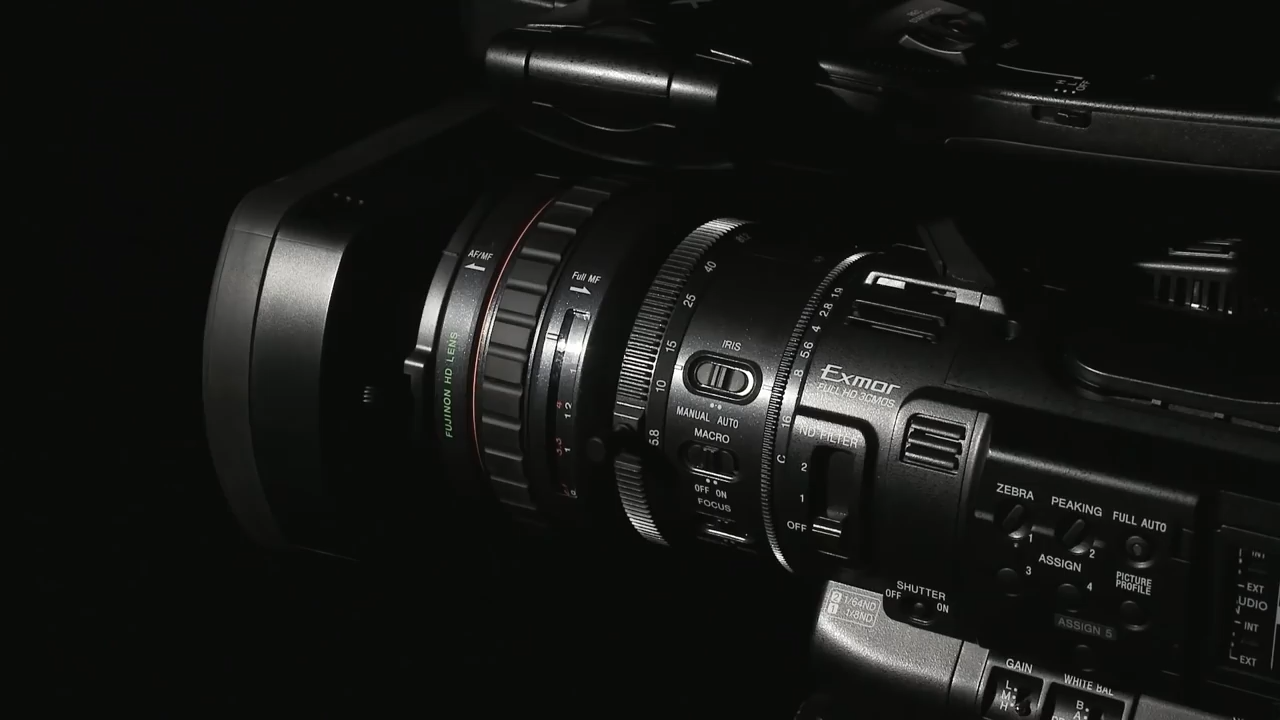 AF/MF
FUJINON HD LENS
Full MF
40
25
15
10
5.8
IRIS
MANUAL AUTO
MACRO
OFF ON
FOCUS
1.9
2.8
4
5.6
8
16
C
Exmor
FULL HD 3CMOS
ND FILTER
2
1
OFF
ZEBRA
PEAKING
FULL AUTO
1
2
ASSIGN
3
4
PICTURE
PROFILE
ASSIGN 5
SHUTTER
OFF
ON
2 1/64ND
1 1/8ND
GAIN
L
M
H
WHITE BAL
B
A
EXT
INT
EXT